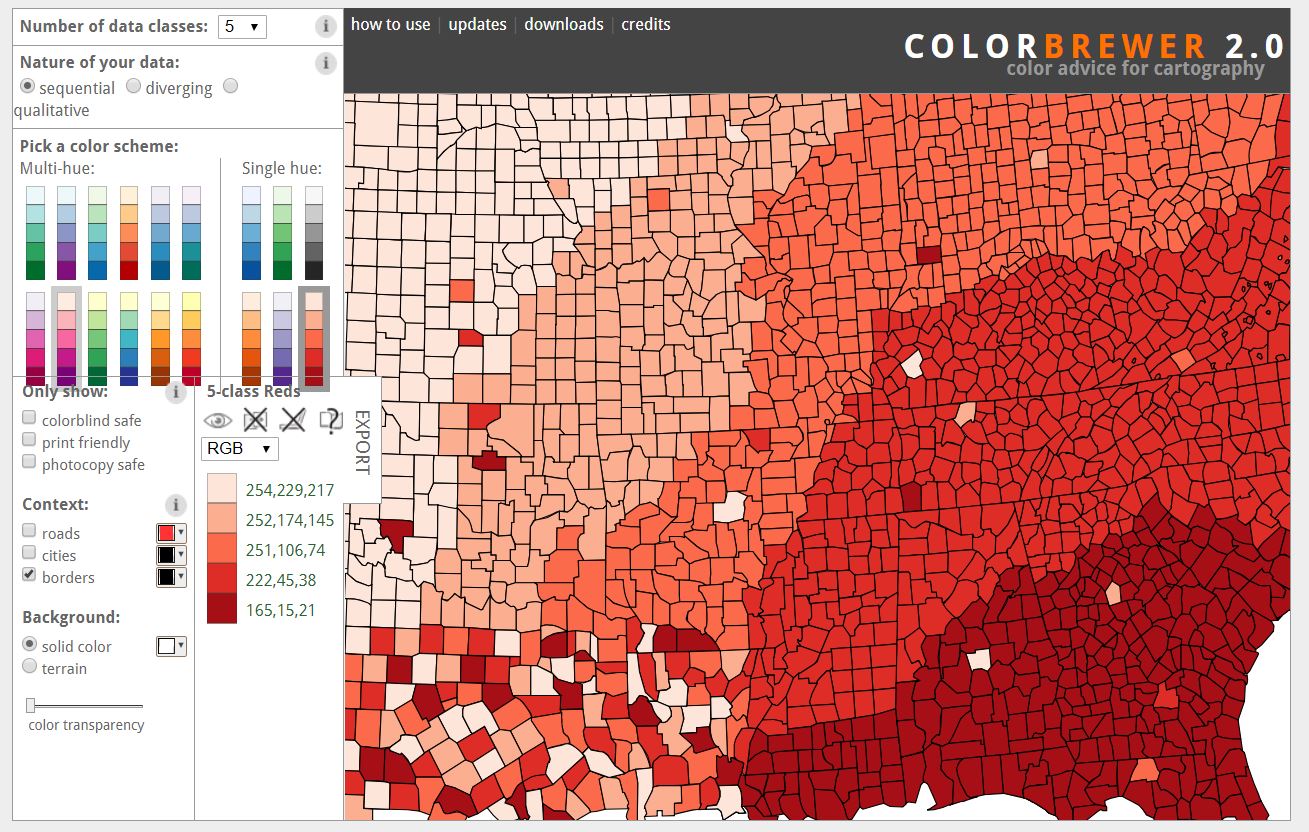 Number of data classes: 5
how to use | updates | downloads | credits
COLORBREWER 2.0
color advice for cartography
Nature of your data:
sequential diverging
qualitative
Pick a color scheme:
Multi-hue: Single hue:
Only show:
colorblind safe
print friendly
photocopy safe
Context:
roads
cities
borders
Background:
solid color
terrain
color transparency
5-class Reds
RGB
254,229,217
252,174,145
251,106,74
222,45,38
165,15,21
EXPORT